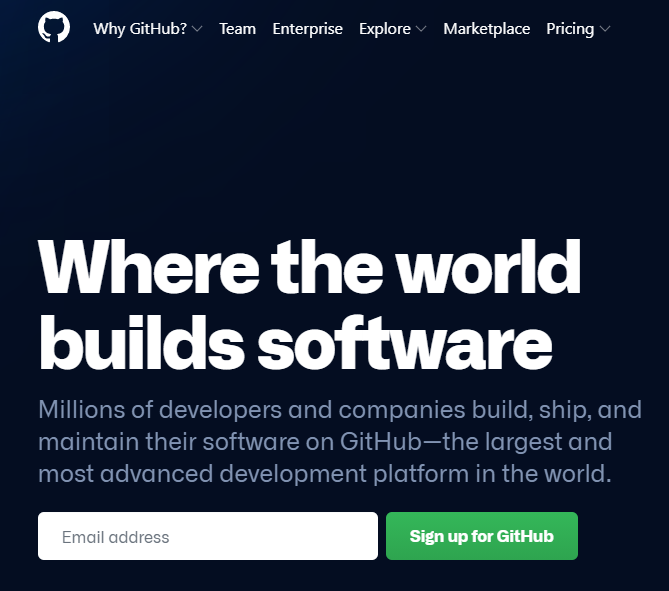 Why GitHub? Team Enterprise Explore Marketplace Pricing
Where the world
builds software
Millions of developers and companies build, ship, and
maintain their software on GitHub—the largest and
most advanced development platform in the world.
Email address Sign up for GitHub